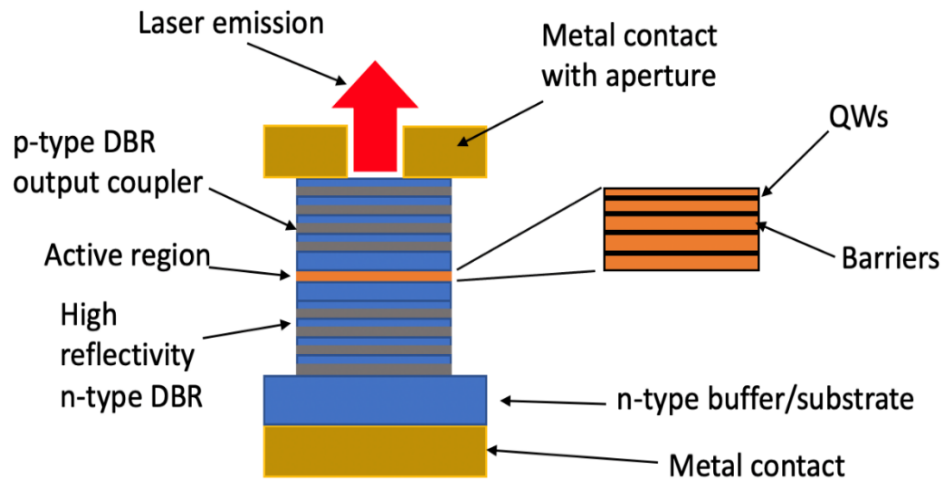 Laser emission
Metal contact
with aperture
QWs
p-type DBR
output coupler
Active region
Barriers
High
reflectivity
n-type DBR
n-type buffer/substrate
Metal contact